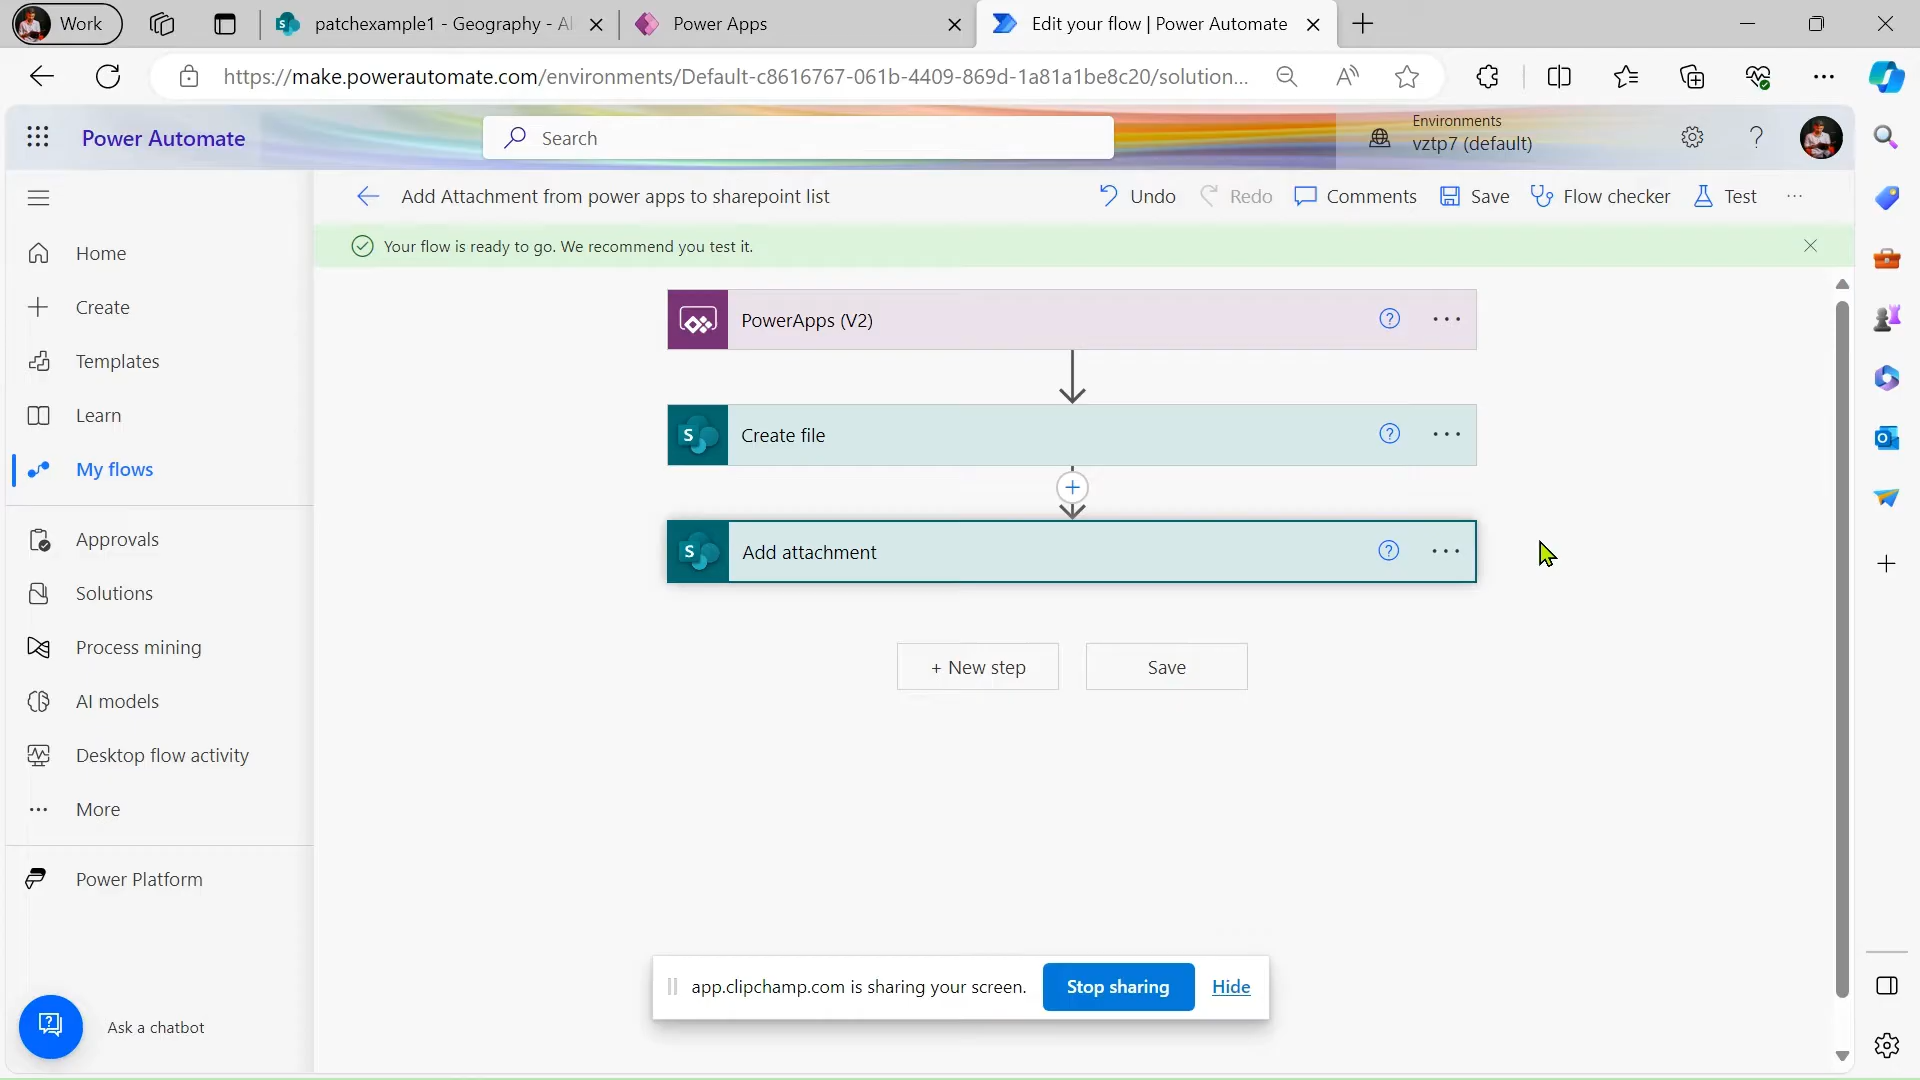 Work
patchexample1 - Geography - Al
Power Apps
Edit your flow | Power Automate
https://make.powerautomate.com/environments/Default-c8616767-061b-4409-869d-1a81a1be8c20/solution...
Power Automate
Search
Environments
vztp7 (default)
Add Attachment from power apps to sharepoint list
Undo
Redo
Comments
Save
Flow checker
Test
Your flow is ready to go. We recommend you test it.
Home
Create
Templates
Learn
My flows
Approvals
Solutions
Process mining
AI models
Desktop flow activity
More
Power Platform
Ask a chatbot
PowerApps (V2)
Create file
Add attachment
+ New step
Save
app.clipchamp.com is sharing your screen.
Stop sharing
Hide